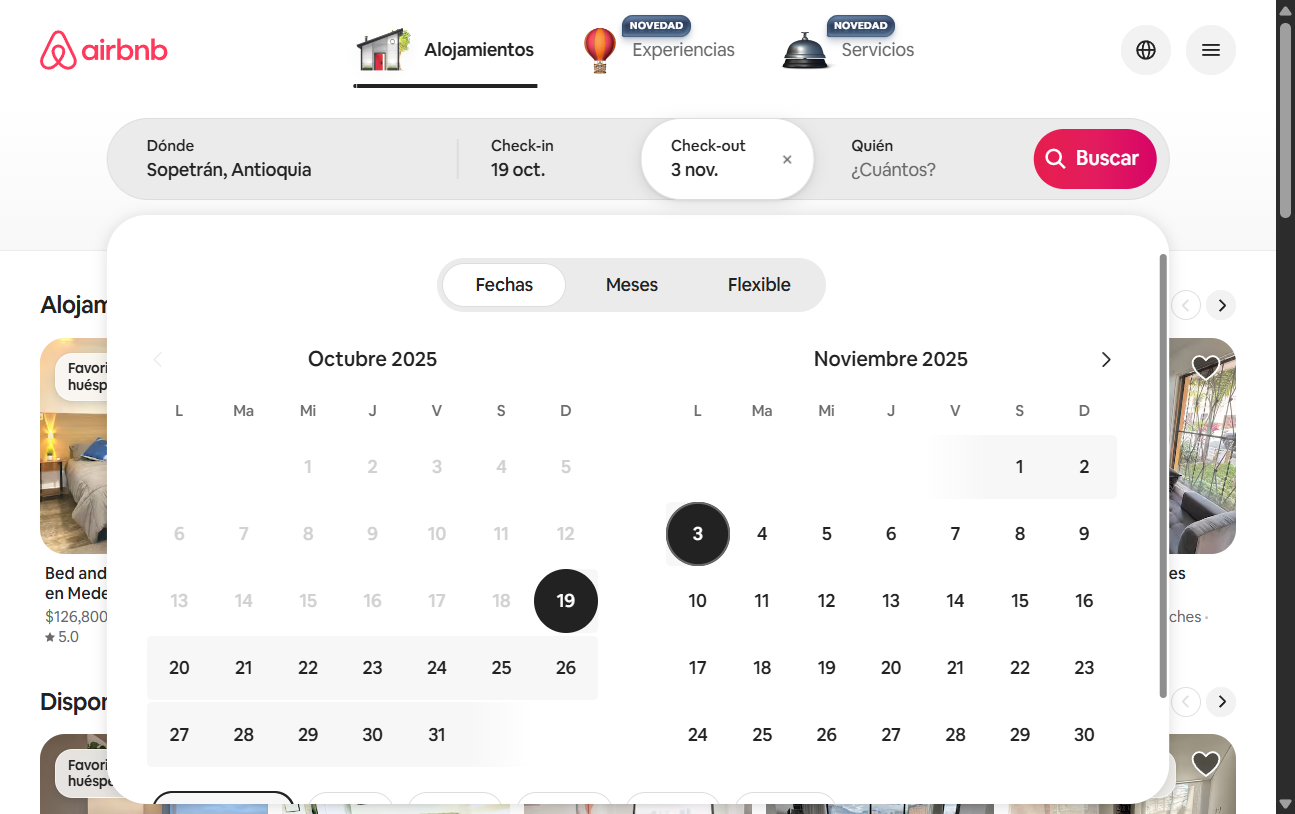 airbnb
Alojamientos
NOVEDAD
Experiencias
NOVEDAD
Servicios
Dónde
Sopetrán, Antioquia
Check-in
19 oct.
Check-out
3 nov.
Quién
¿Cuántos?
Buscar
Fechas
Meses
Flexible
Octubre 2025
L Ma Mi J V S D
1 2 3 4 5
6 7 8 9 10 11 12
13 14 15 16 17 18 19
20 21 22 23 24 25 26
27 28 29 30 31
Noviembre 2025
L Ma Mi J V S D
1 2
3 4 5 6 7 8 9
10 11 12 13 14 15 16
17 18 19 20 21 22 23
24 25 26 27 28 29 30
Alojam
Favori
huésp
Bed and
en Mede
$126,800
5.0
es
ches ·
Dispon
Favori
huéspe